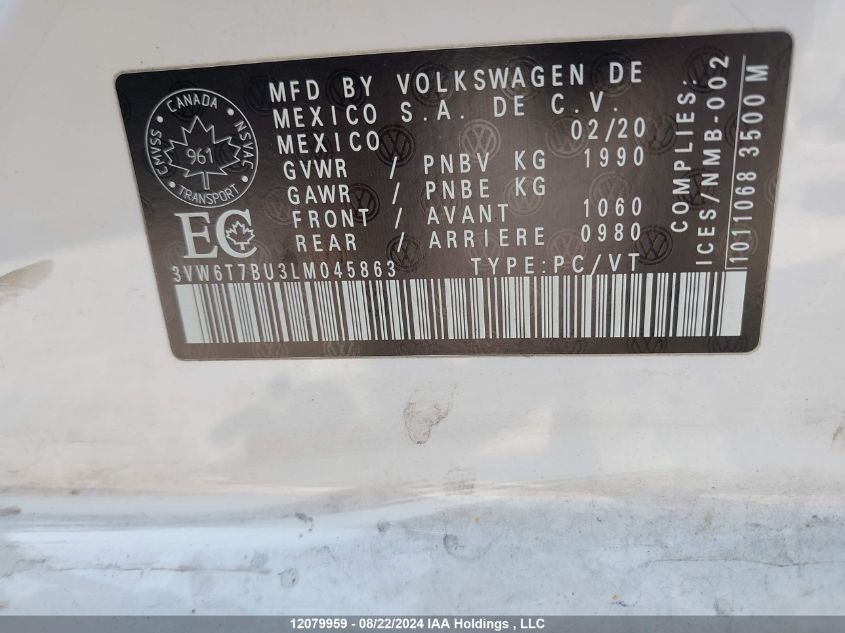 MFD BY VOLKSWAGEN DE
MEXICO S.A. DE C.V.
MEXICO 02/20
GVWR / PNBV KG 1990
GAWR / PNBE KG
FRONT / AVANT 1060
REAR / ARRIERE 0980
3VW6T7BU3LM045863 TYPE:PC/VT
CANADA
CMVSS NSVAC
961
TRANSPORT
EC
COMPLIES:
ICES/NMB-002
1011068 3500 M
12079959 - 08/22/2024 IAA Holdings , LLC